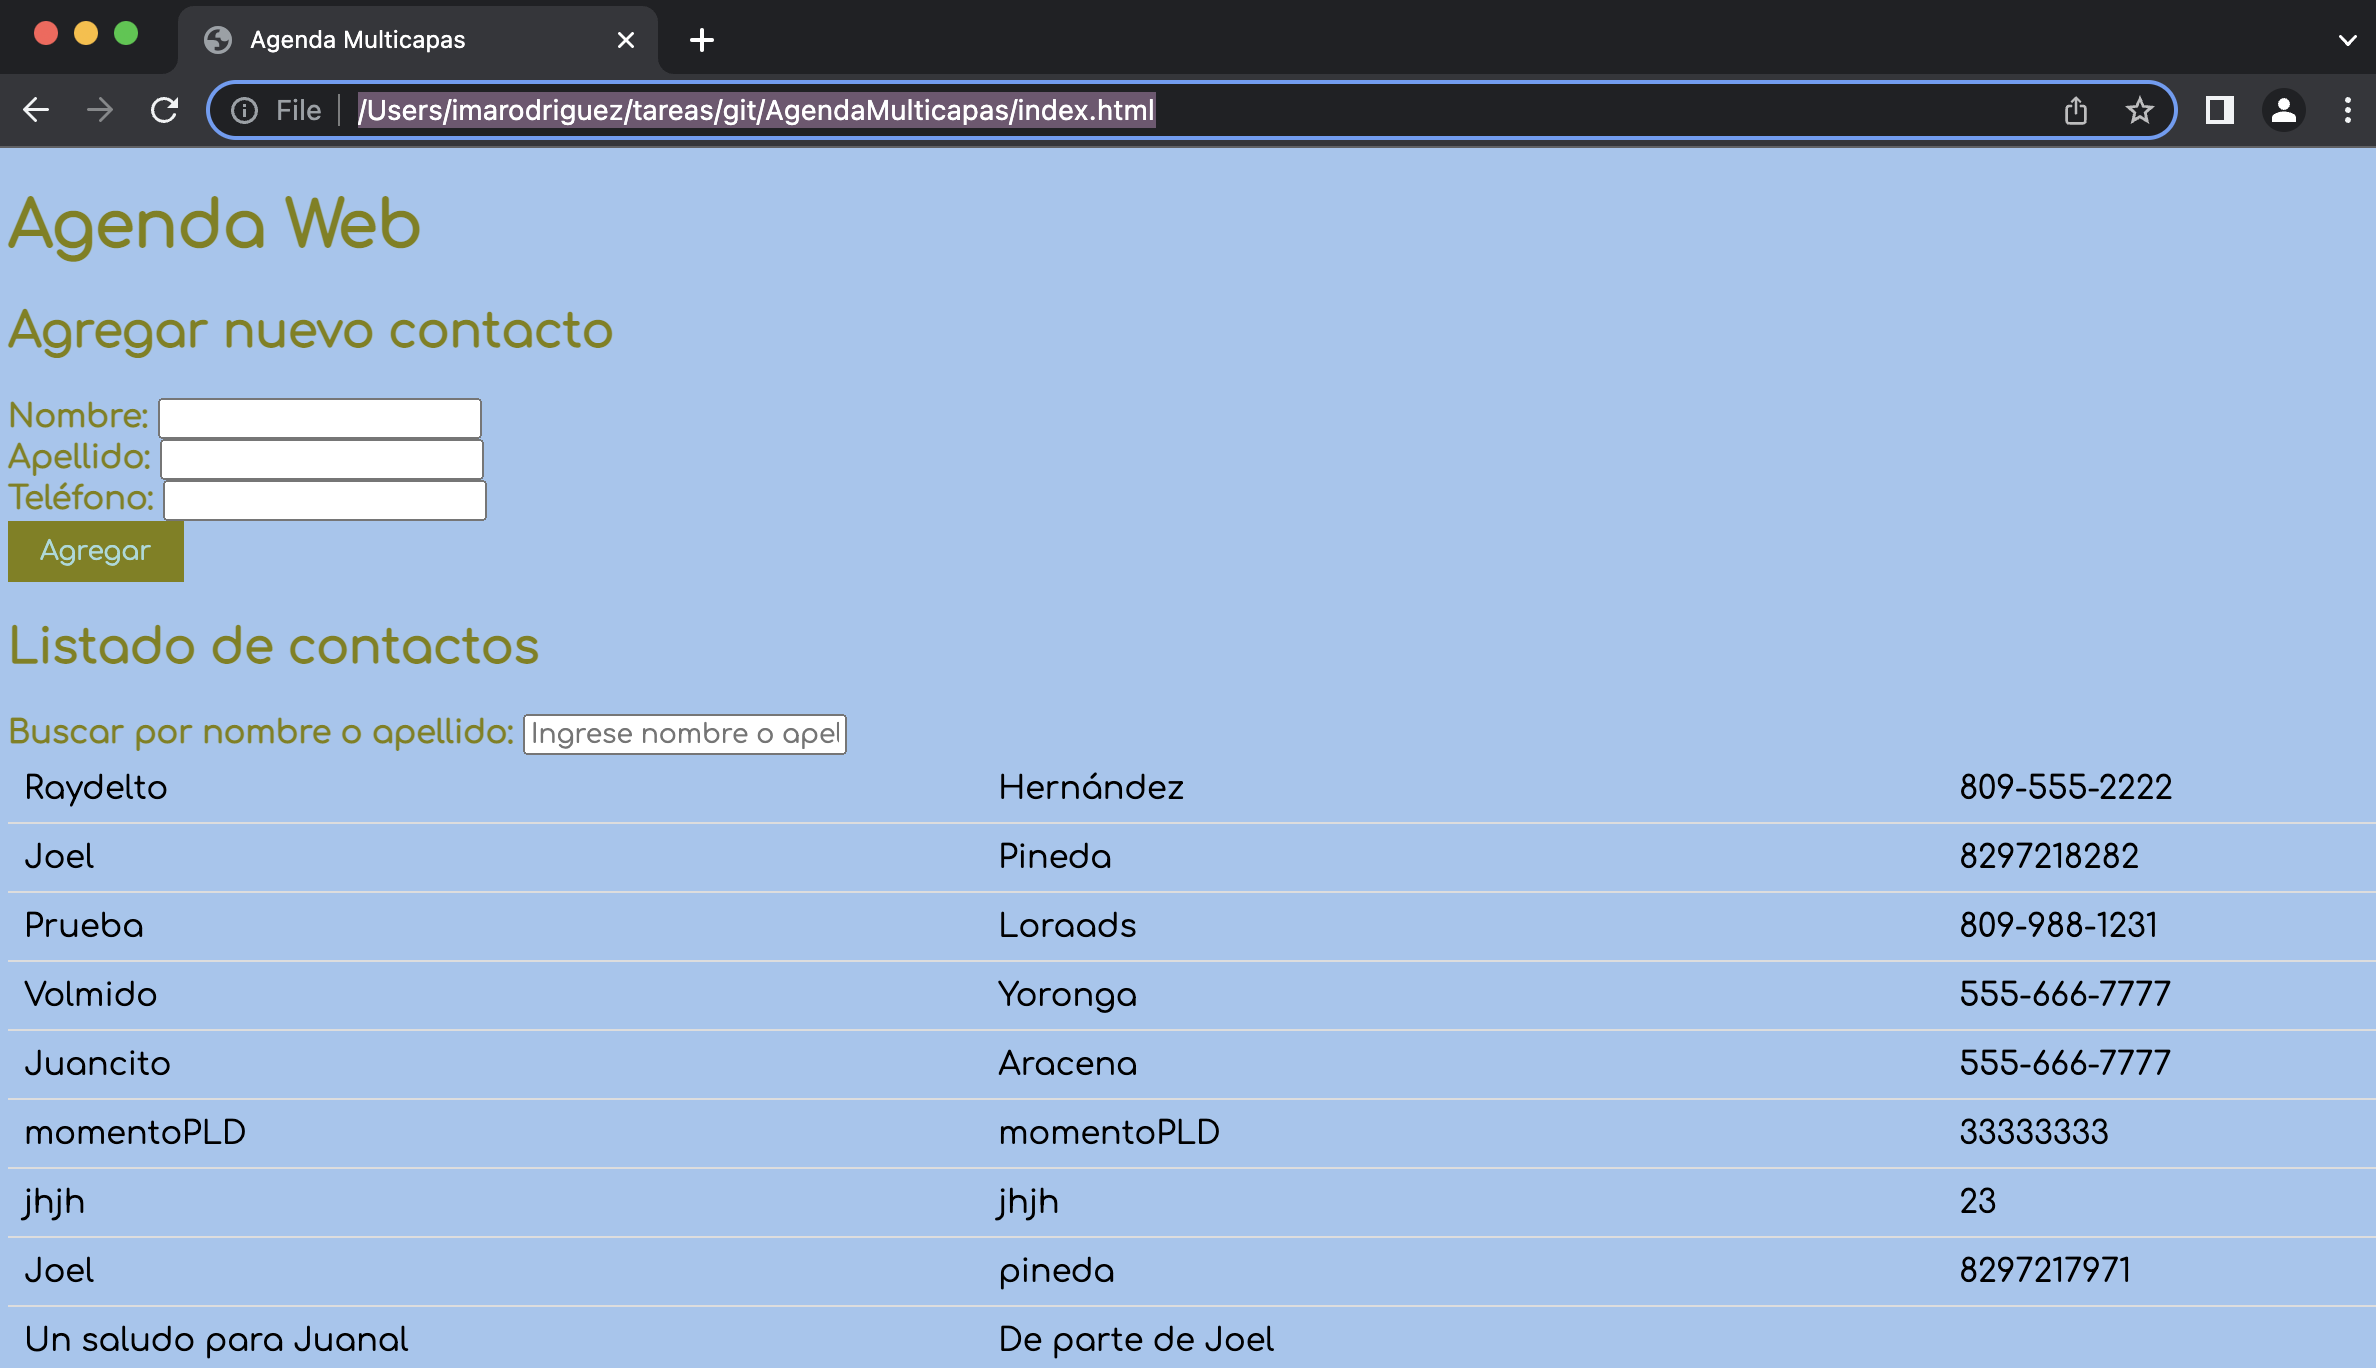 Agenda Multicapas
File /Users/imarodriguez/tareas/git/AgendaMulticapas/index.html
Agenda Web
Agregar nuevo contacto
Nombre:
Apellido:
Teléfono:
Agregar
Listado de contactos
Buscar por nombre o apellido: Ingrese nombre o apel
Raydelto Hernández 809-555-2222
Joel Pineda 8297218282
Prueba Loraads 809-988-1231
Volmido Yoronga 555-666-7777
Juancito Aracena 555-666-7777
momentoPLD momentoPLD 33333333
jhjh jhjh 23
Joel pineda 8297217971
Un saludo para Juanal De parte de Joel